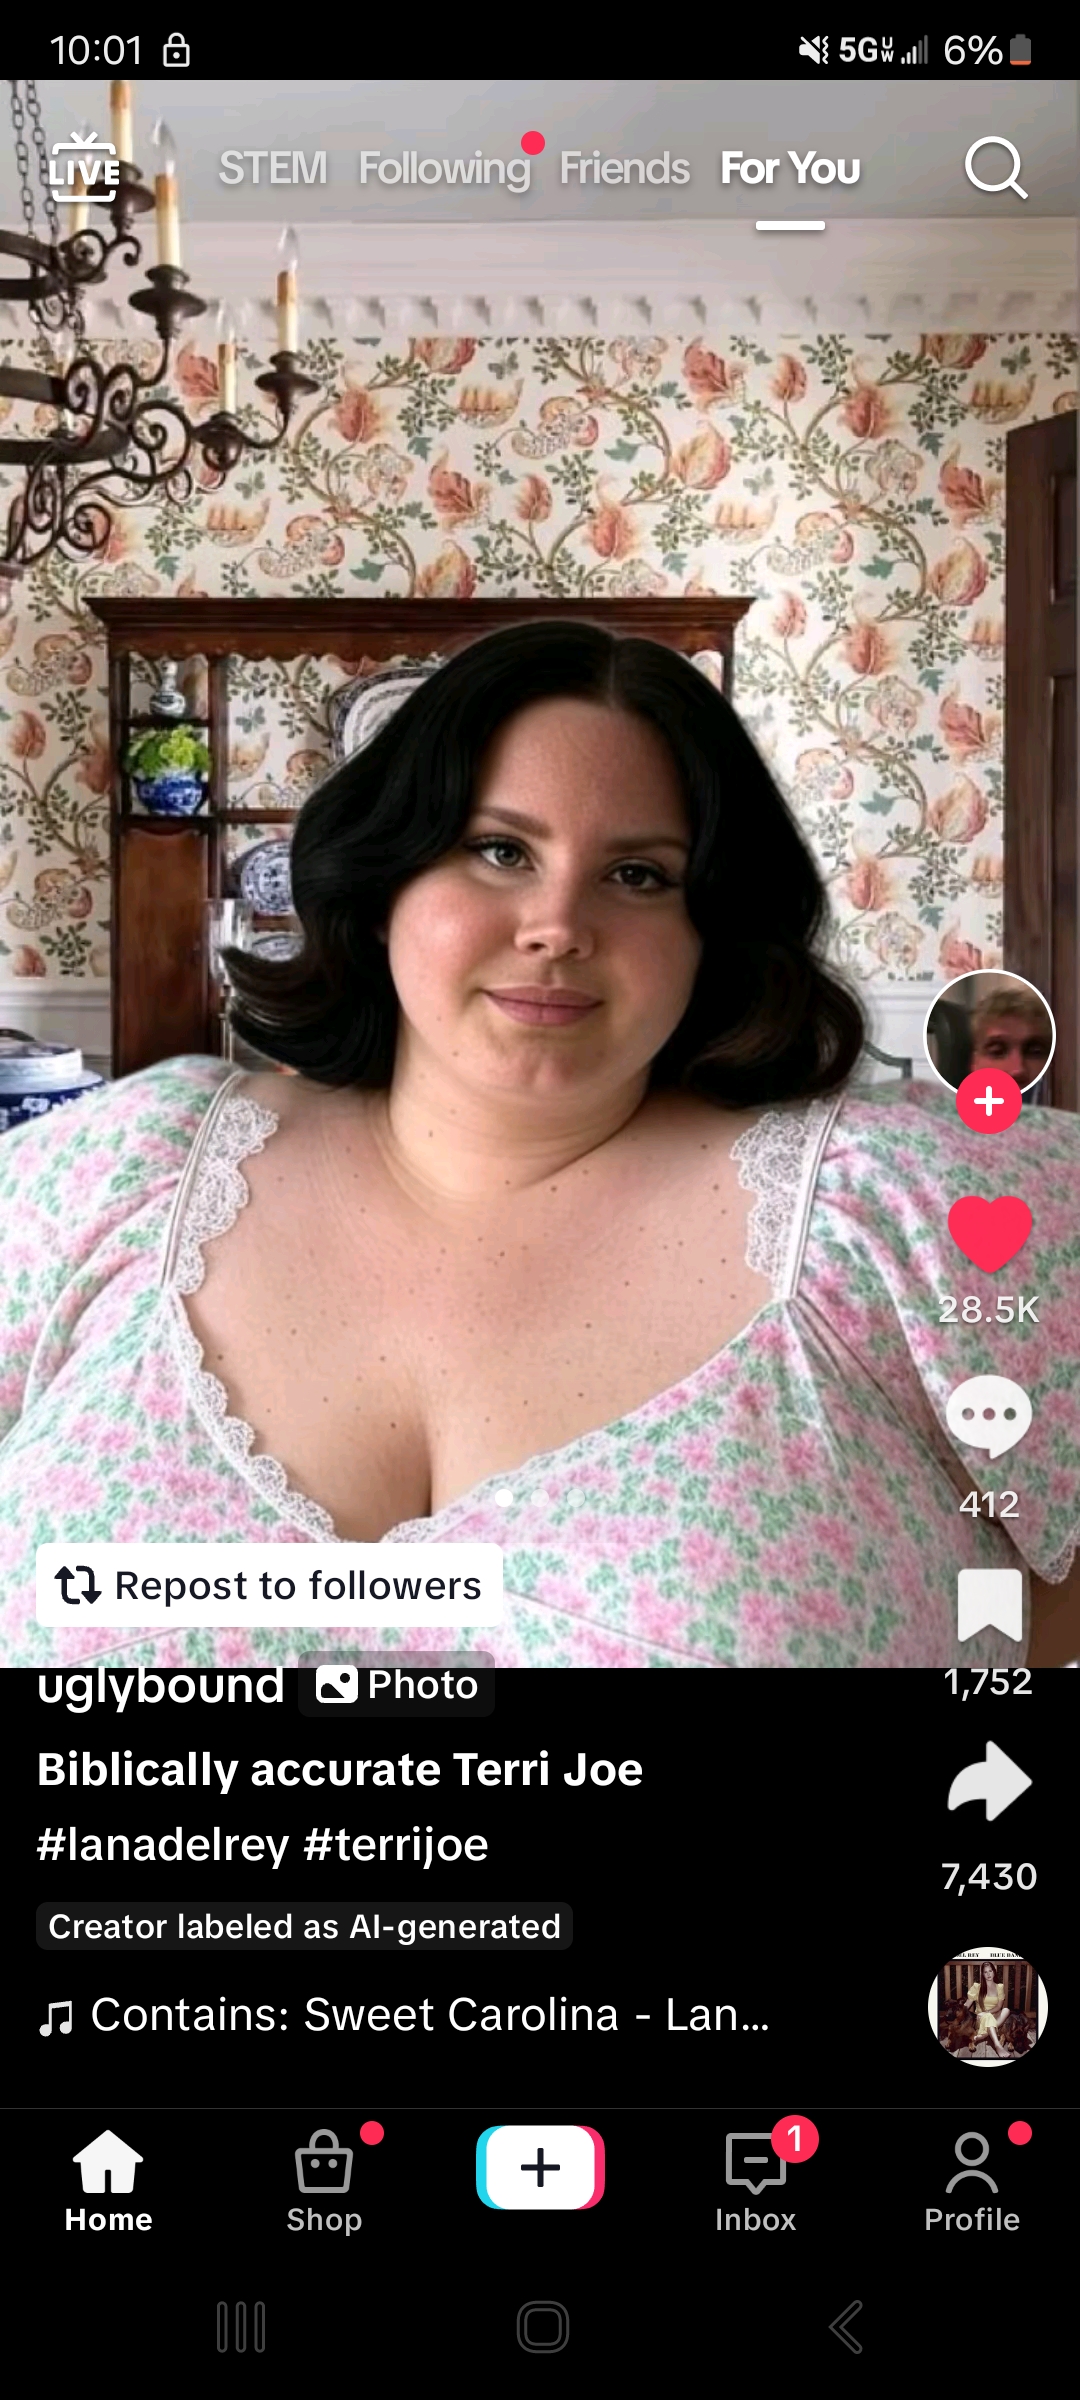 10:01 5G UW 6%
LIVE STEM Following Friends For You
28.5K
412
Repost to followers
uglybound Photo
1,752
Biblically accurate Terri Joe
#lanadelrey #terrijoe
7,430
Creator labeled as AI-generated
Contains: Sweet Carolina - Lan...
1
Home Shop Inbox Profile